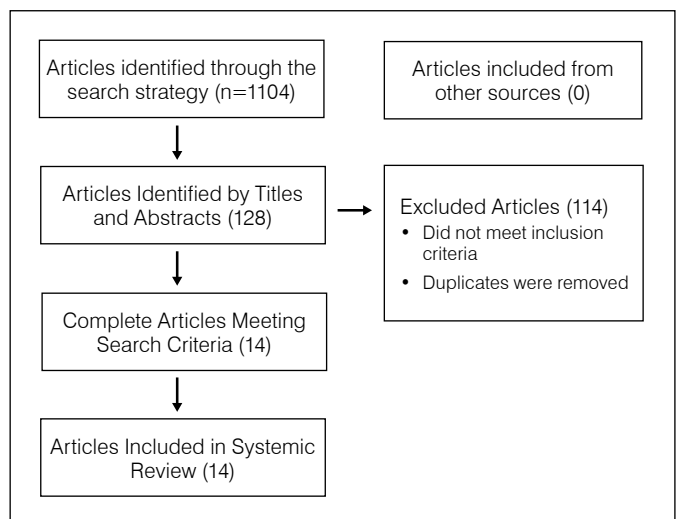 Articles identified through the
search strategy (n=1104)
Articles included from
other sources (0)
Articles Identified by Titles
and Abstracts (128)
Excluded Articles (114)
• Did not meet inclusion
criteria
• Duplicates were removed
Complete Articles Meeting
Search Criteria (14)
Articles Included in Systemic
Review (14)